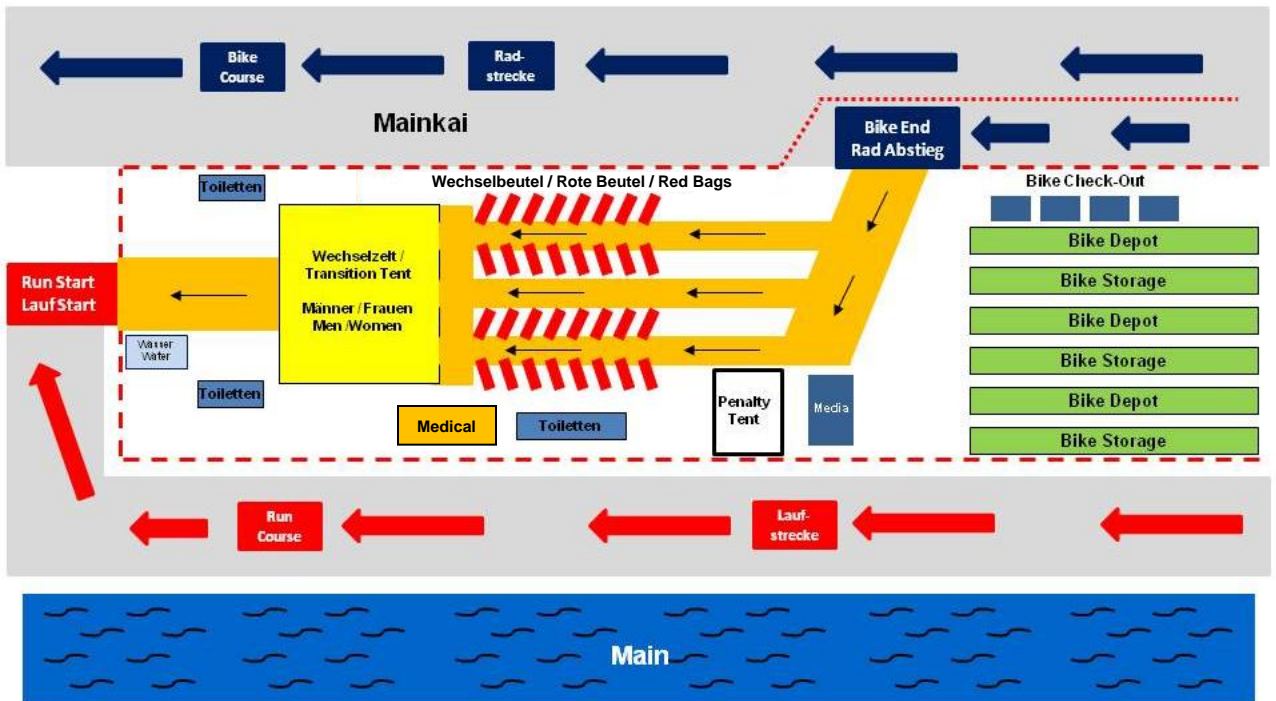 Bike
Course
Rad-
strecke
Mainkai
Bike End
Rad Abstieg
Toiletten
Wechselbeutel / Rote Beutel / Red Bags
Bike Check-Out
Bike Depot
Bike Storage
Bike Depot
Bike Storage
Bike Depot
Bike Storage
Wechselzelt /
Transition Tent
Männer / Frauen
Men /Women
Run Start
Lauf Start
Wasser
Water
Toiletten
Medical
Toiletten
Penalty
Tent
Media
Run
Course
Lauf-
strecke
Main